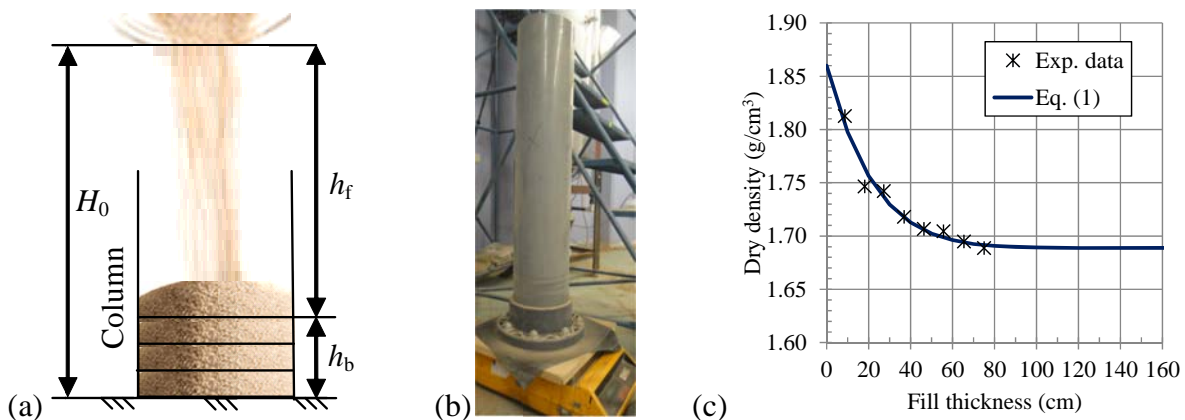 (a)
H0
Column
hf
hb
(b)
(c)
Dry density (g/cm3)
1.90
1.85
1.80
1.75
1.70
1.65
1.60
Exp. data
Eq. (1)
0 20 40 60 80 100 120 140 160
Fill thickness (cm)